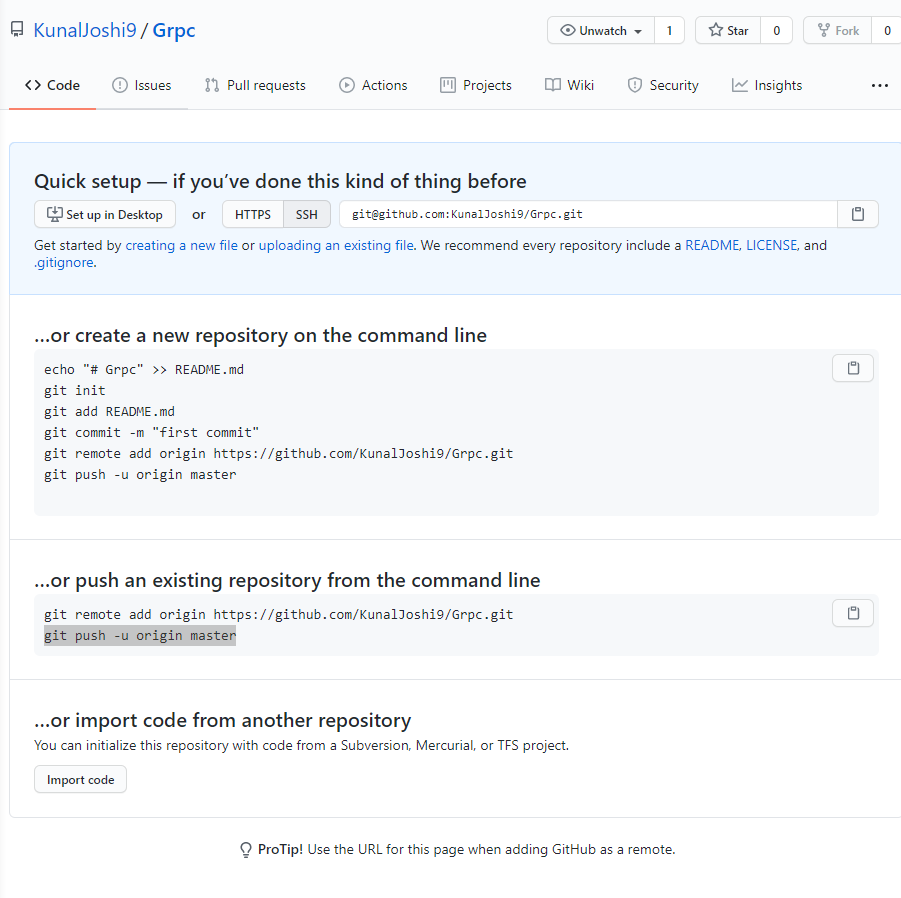 KunalJoshi9 / Grpc
Unwatch 1 Star 0 Fork 0
Code Issues Pull requests Actions Projects Wiki Security Insights ...
Quick setup — if you’ve done this kind of thing before
Set up in Desktop or HTTPS SSH git@github.com:KunalJoshi9/Grpc.git
Get started by creating a new file or uploading an existing file. We recommend every repository include a README, LICENSE, and
.gitignore.
…or create a new repository on the command line
echo "# Grpc" >> README.md
git init
git add README.md
git commit -m "first commit"
git remote add origin https://github.com/KunalJoshi9/Grpc.git
git push -u origin master
…or push an existing repository from the command line
git remote add origin https://github.com/KunalJoshi9/Grpc.git
git push -u origin master
…or import code from another repository
You can initialize this repository with code from a Subversion, Mercurial, or TFS project.
Import code
ProTip! Use the URL for this page when adding GitHub as a remote.